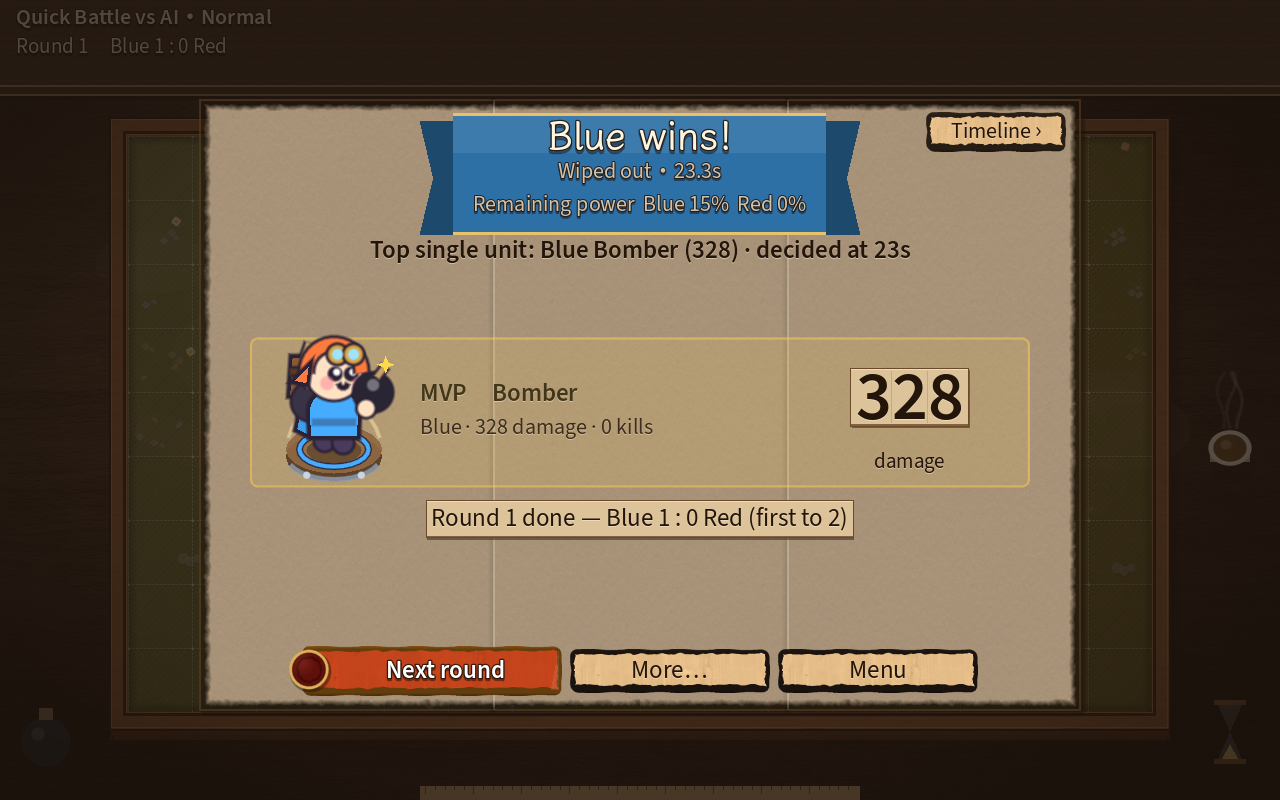 Quick Battle vs AI • Normal
Round 1 Blue 1 : 0 Red
Blue wins!
Timeline ›
Wiped out • 23.3s
Remaining power Blue 15% Red 0%
Top single unit: Blue Bomber (328) · decided at 23s
MVP Bomber
Blue · 328 damage · 0 kills
328
damage
Round 1 done — Blue 1 : 0 Red (first to 2)
Next round
More…
Menu